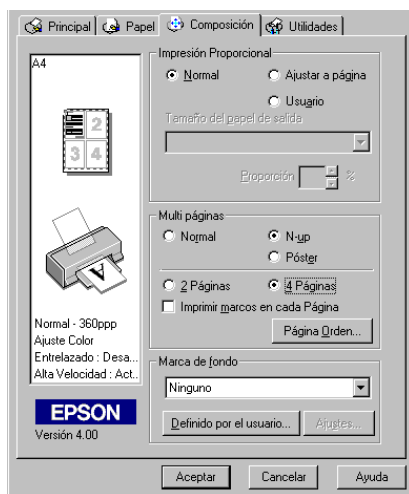 Principal Papel Composición Utilidades
A4
2
3 4
Normal - 360ppp
Ajuste Color
Entrelazado : Desa...
Alta Velocidad : Act..
EPSON
Versión 4.00
Impresión Proporcional
Normal Ajustar a página
Usuario
Tamaño del papel de salida
Proporción %
Multi páginas
Normal N-up
Póster
2 Páginas 4 Páginas
Imprimir marcos en cada Página
Página Orden...
Marca de fondo
Ninguno
Definido por el usuario... Ajustes...
Aceptar Cancelar Ayuda